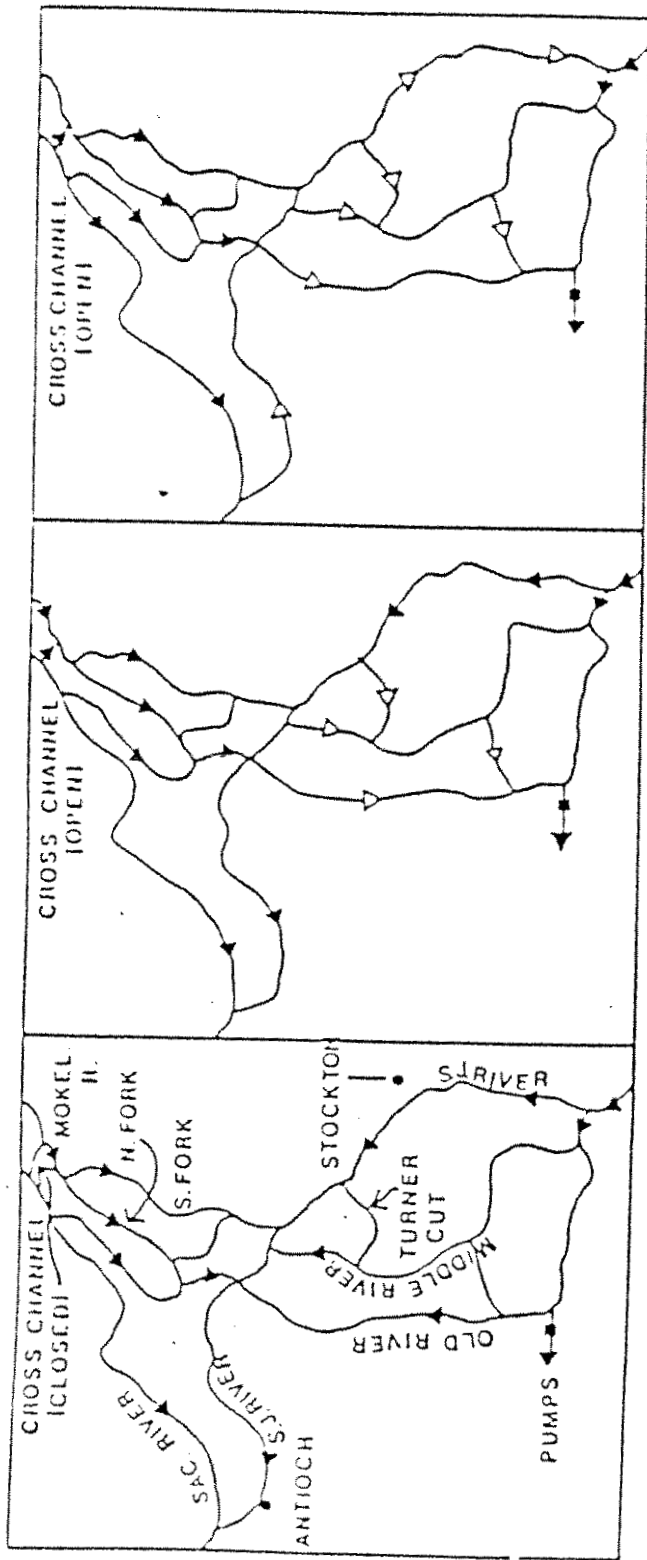 CROSS CHANNEL
(OPEN)
CROSS CHANNEL
(OPEN)
CROSS CHANNEL
(CLOSED)
MOKEL.
R.
N. FORK
S. FORK
SAC. RIVER
S.J. RIVER
ANTIOCH
STOCKTON
S.J. RIVER
TURNER
CUT
MIDDLE RIVER
OLD RIVER
PUMPS